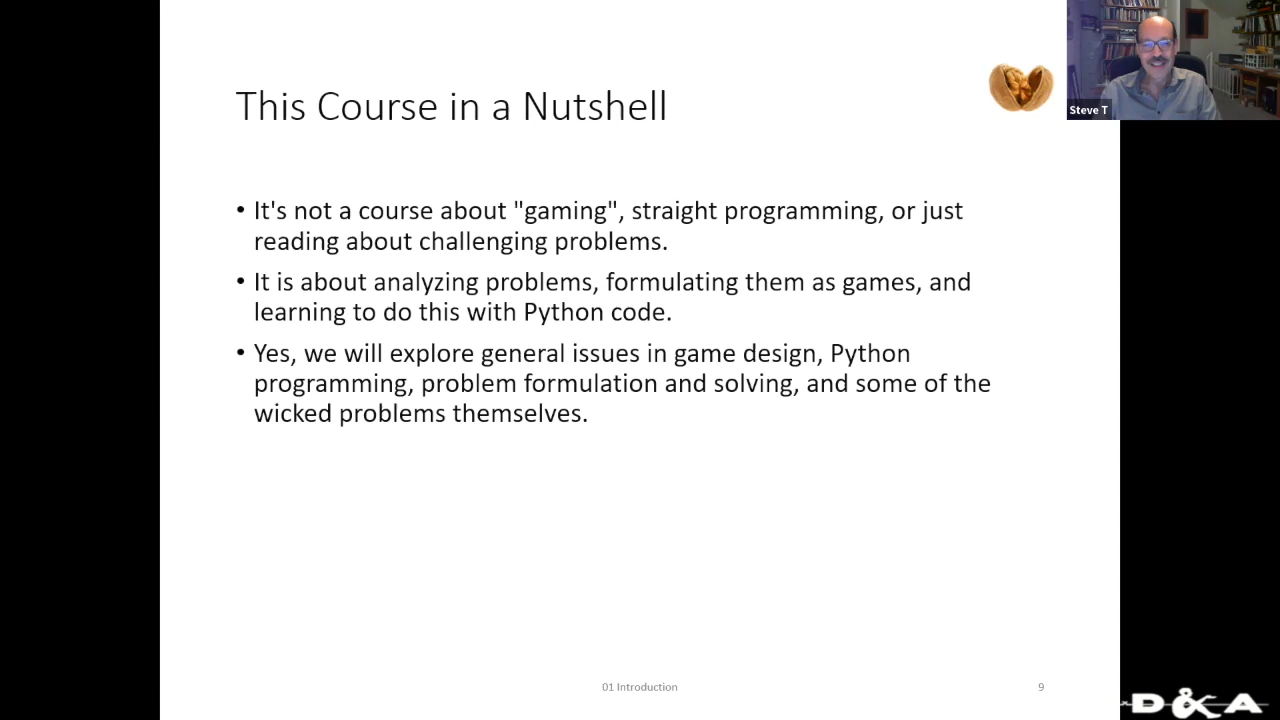 This Course in a Nutshell
Steve T
• It's not a course about "gaming", straight programming, or just
reading about challenging problems.
• It is about analyzing problems, formulating them as games, and
learning to do this with Python code.
• Yes, we will explore general issues in game design, Python
programming, problem formulation and solving, and some of the
wicked problems themselves.
01 Introduction
9
D&A